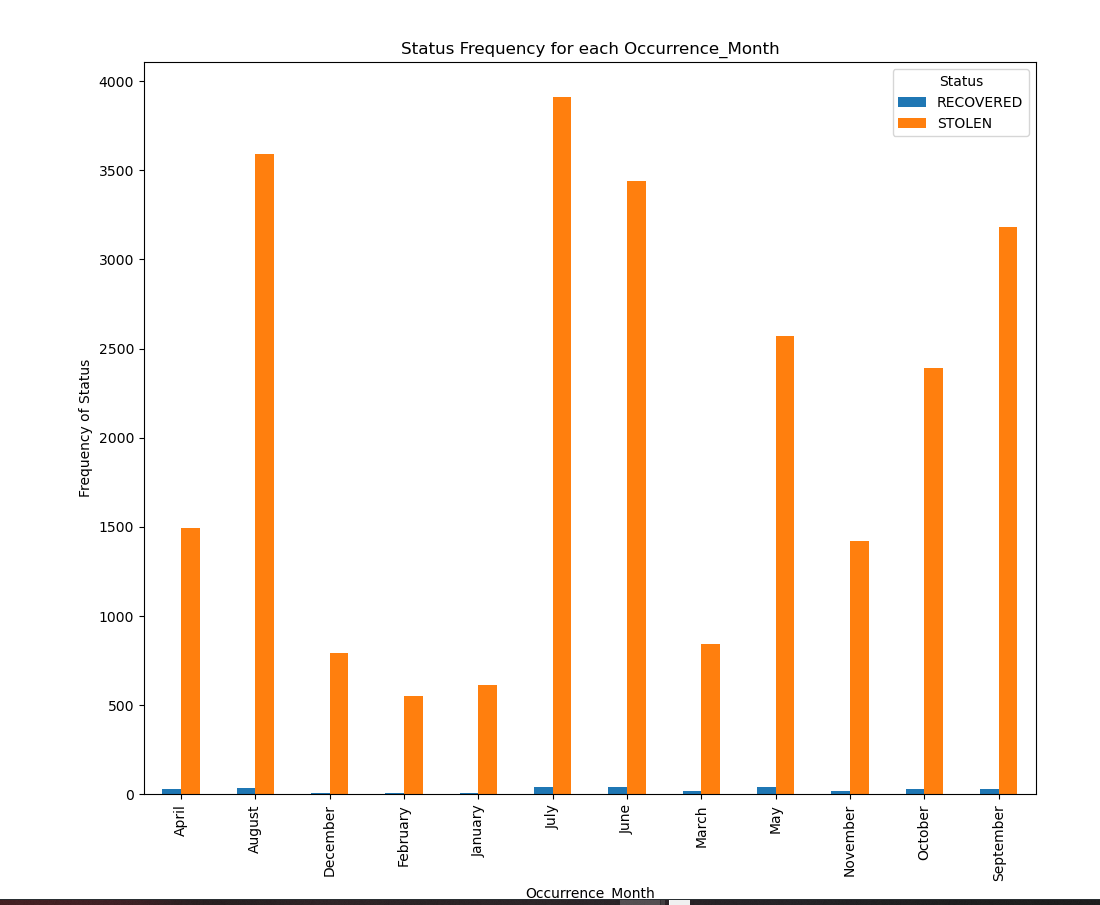 Status Frequency for each Occurrence_Month
Status
RECOVERED
STOLEN
Frequency of Status
4000
3500
3000
2500
2000
1500
1000
500
0
April
August
December
February
January
July
June
March
May
November
October
September
Occurrence_Month